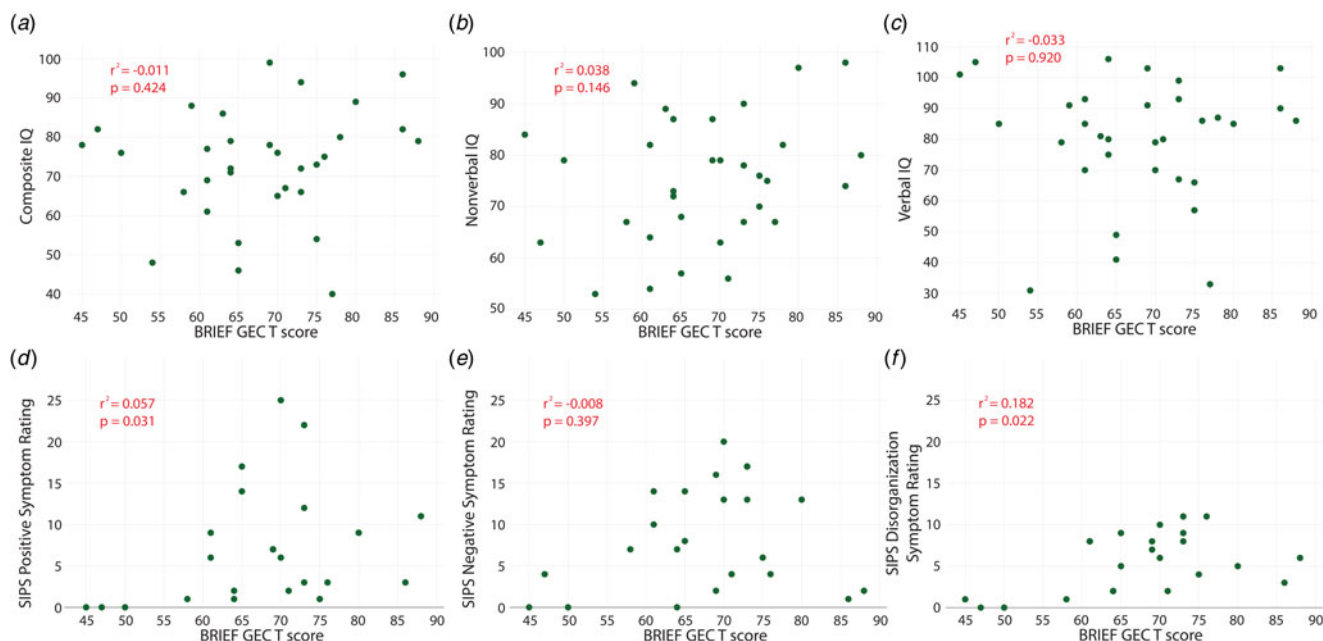 (a)
r² = -0.011
p = 0.424
Composite IQ
100
90
80
70
60
50
40
45 50 55 60 65 70 75 80 85 90
BRIEF GEC T score
(b)
r² = 0.038
p = 0.146
Nonverbal IQ
100
90
80
70
60
50
45 50 55 60 65 70 75 80 85 90
BRIEF GEC T score
(c)
r² = -0.033
p = 0.920
Verbal IQ
110
100
90
80
70
60
50
40
30
45 50 55 60 65 70 75 80 85 90
BRIEF GEC T score
(d)
r² = 0.057
p = 0.031
SIPS Positive Symptom Rating
25
20
15
10
5
0
45 50 55 60 65 70 75 80 85 90
BRIEF GEC T score
(e)
r² = -0.008
p = 0.397
SIPS Negative Symptom Rating
25
20
15
10
5
0
45 50 55 60 65 70 75 80 85 90
BRIEF GEC T score
(f)
r² = 0.182
p = 0.022
SIPS Disorganization
Symptom Rating
25
20
15
10
5
0
45 50 55 60 65 70 75 80 85 90
BRIEF GEC T score